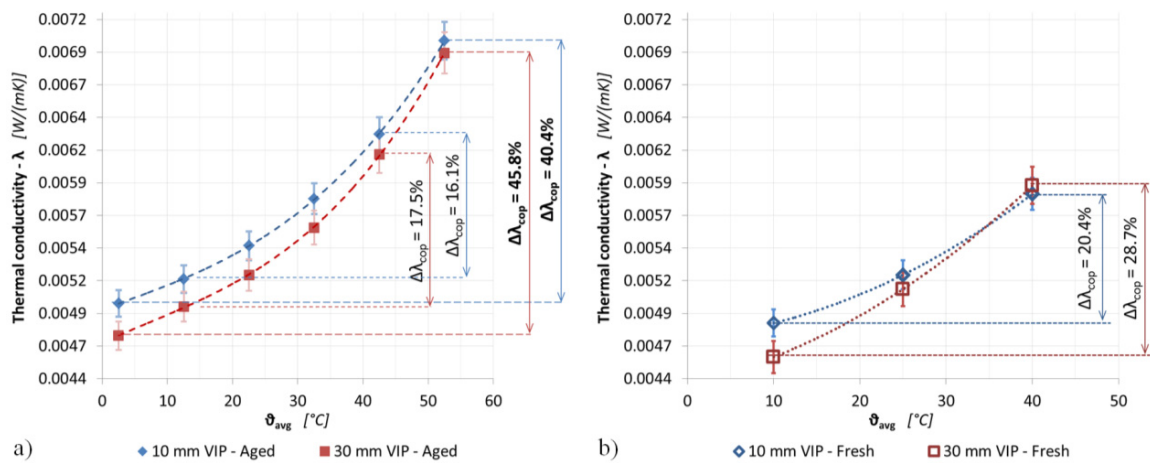 0.0072
0.0069
0.0067
0.0064
0.0062
0.0059
0.0057
0.0054
0.0052
0.0049
0.0047
0.0044
Thermal conductivity - λ [W/(mK)]
0 10 20 30 40 50 60
ϑavg [°C]
Δλcop = 17.5%
Δλcop = 16.1%
Δλcop = 45.8%
Δλcop = 40.4%
a)
10 mm VIP - Aged 30 mm VIP - Aged
0.0072
0.0069
0.0067
0.0064
0.0062
0.0059
0.0057
0.0054
0.0052
0.0049
0.0047
0.0044
Thermal conductivity - λ [W/(mK)]
0 10 20 30 40 50
ϑavg [°C]
Δλcop = 20.4%
Δλcop = 28.7%
b)
10 mm VIP - Fresh 30 mm VIP - Fresh